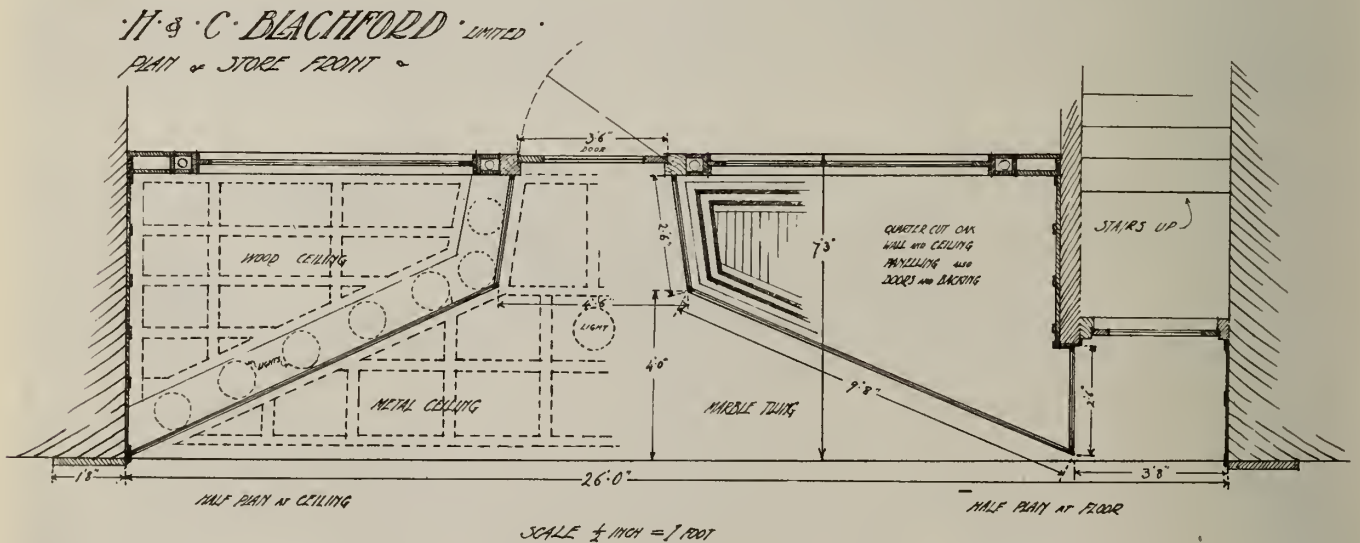 ·H· & ·C· BLACHFORD · LIMITED ·
PLAN of STORE FRONT
3'6"
DOOR
WOOD CEILING
LIGHTS
METAL CEILING
LIGHT
4'6"
2'6"
4'0"
7'3"
QUARTER CUT OAK
WALL AND CEILING
PANELLING ALSO
DOORS AND BACKING
STAIRS UP
MARBLE TILING
9'8"
2'6"
1'8"
26'0"
3'8"
HALF PLAN AT CEILING
HALF PLAN AT FLOOR
SCALE ½ INCH = 1 FOOT